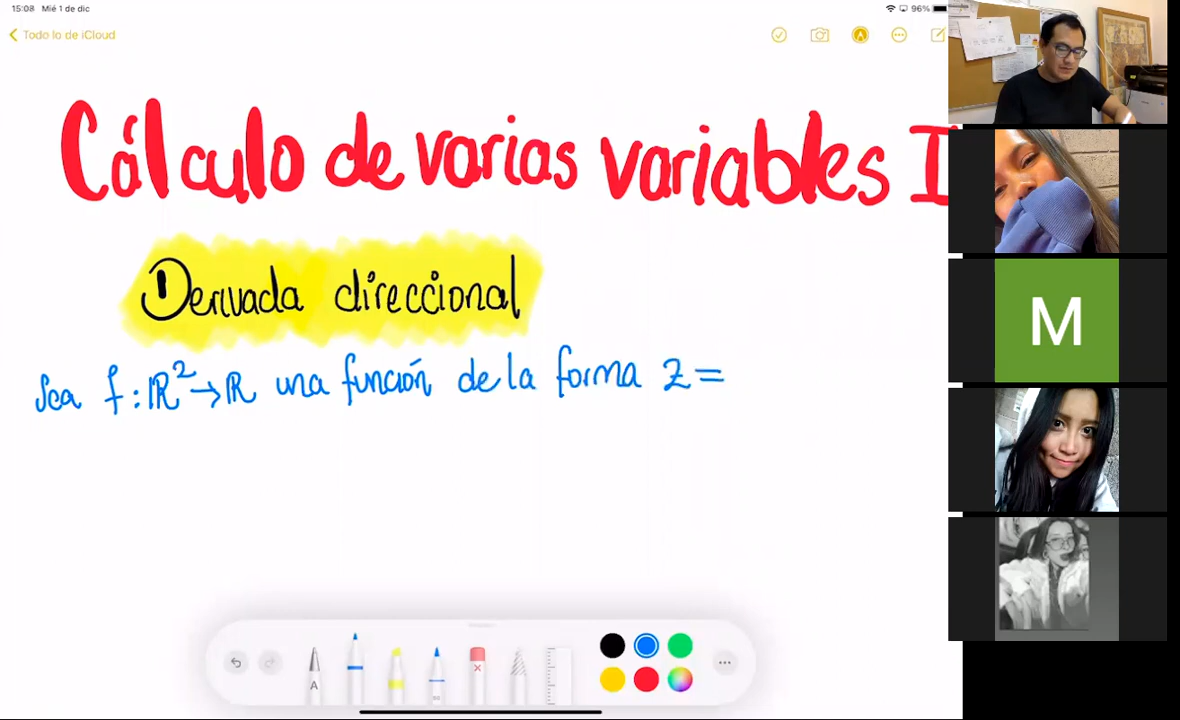 15:08 Mié 1 de dic
96%
Todo lo de iCloud
Cálculo de varias variables I
Derivada direccional
Sea f: ℝ² → ℝ una función de la forma z =
A
M